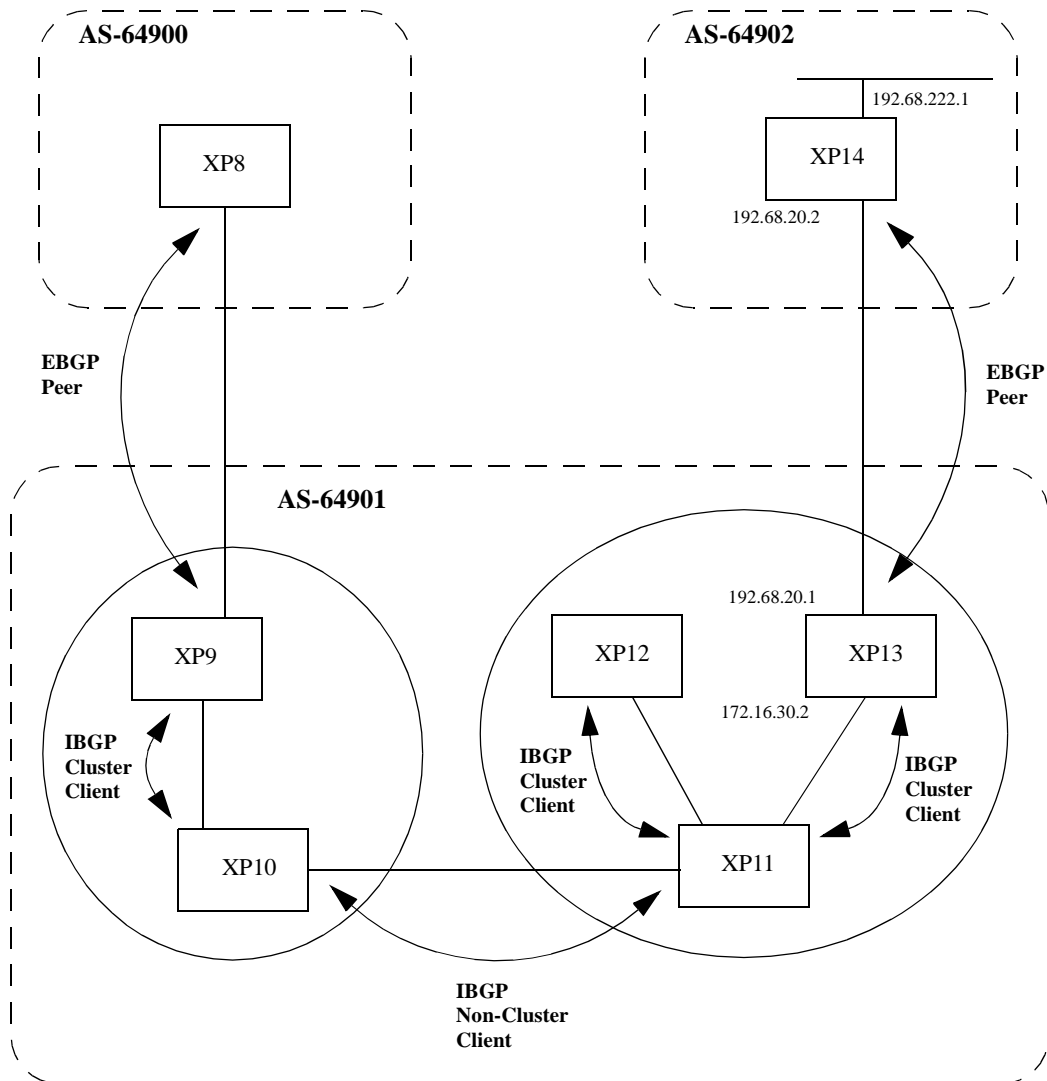 AS-64900
AS-64902
192.68.222.1
XP8
XP14
192.68.20.2
EBGP
Peer
EBGP
Peer
AS-64901
192.68.20.1
XP9
XP12
XP13
172.16.30.2
IBGP
Cluster
Client
IBGP
Cluster
Client
IBGP
Cluster
Client
XP10
XP11
IBGP
Non-Cluster
Client